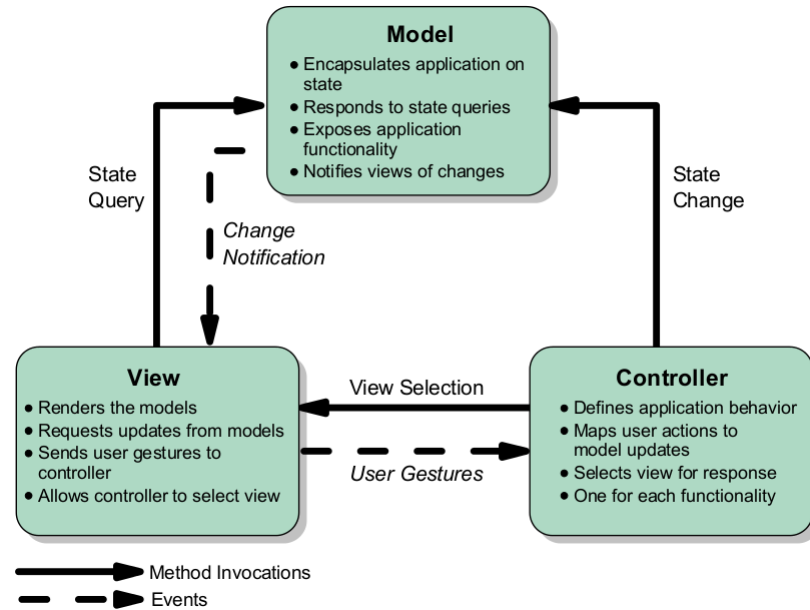 Model
● Encapsulates application on
state
● Responds to state queries
● Exposes application
functionality
● Notifies views of changes
State
Query
Change
Notification
State
Change
View
● Renders the models
● Requests updates from models
● Sends user gestures to
controller
● Allows controller to select view
View Selection
User Gestures
Controller
● Defines application behavior
● Maps user actions to
model updates
● Selects view for response
● One for each functionality
Method Invocations
Events